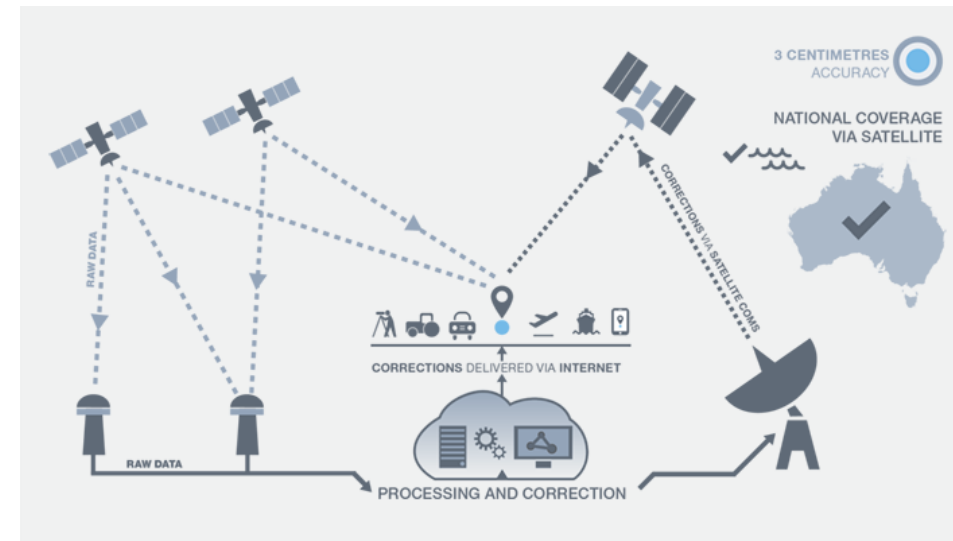 3 CENTIMETRES
ACCURACY
NATIONAL COVERAGE
VIA SATELLITE
RAW DATA
CORRECTIONS VIA SATELLITE COMS
CORRECTIONS DELIVERED VIA INTERNET
RAW DATA
PROCESSING AND CORRECTION